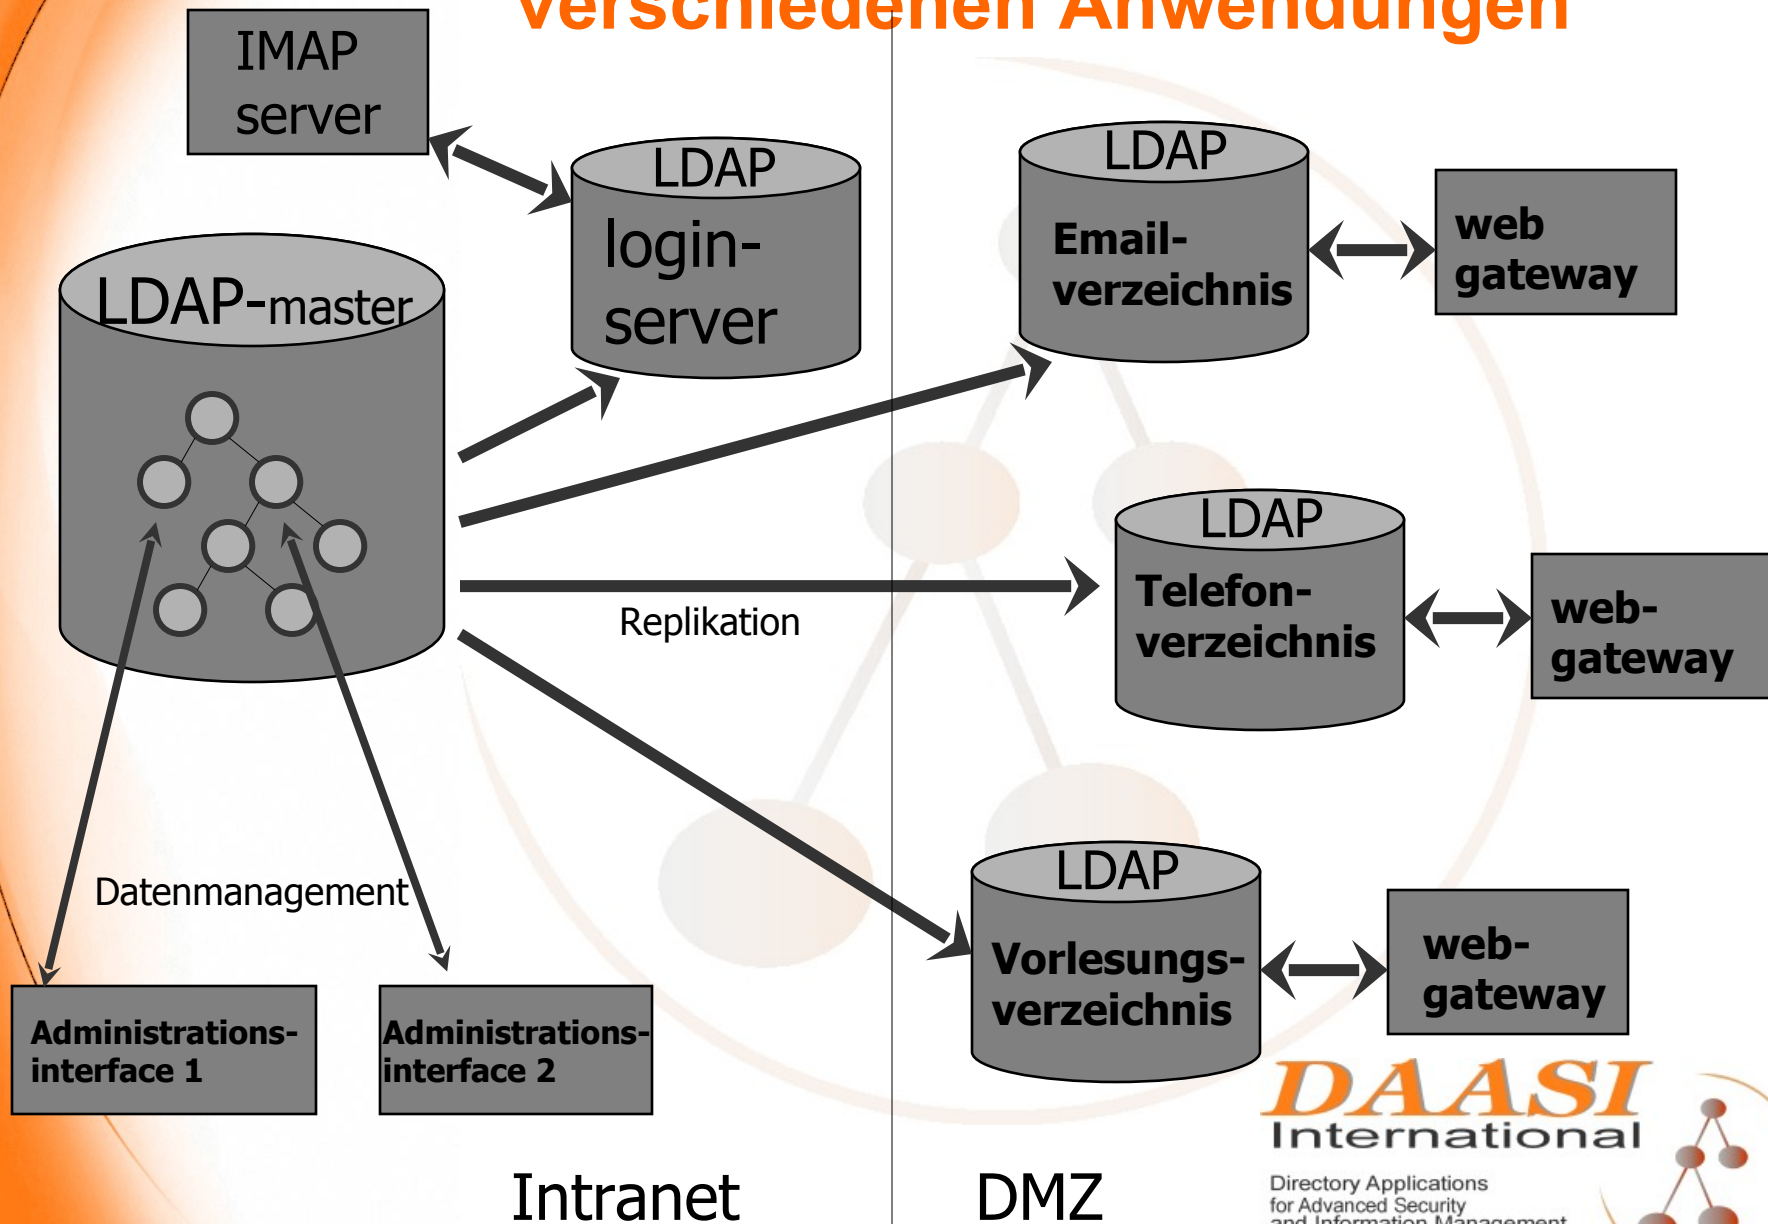 verschiedenen Anwendungen
IMAP
server
LDAP
login-
server
LDAP-master
LDAP
Email-
verzeichnis
web
gateway
LDAP
Telefon-
verzeichnis
web-
gateway
Replikation
LDAP
Vorlesungs-
verzeichnis
web-
gateway
Datenmanagement
Administrations-
interface 1
Administrations-
interface 2
Intranet
DMZ
DAASI
International
Directory Applications
for Advanced Security
and Information Management